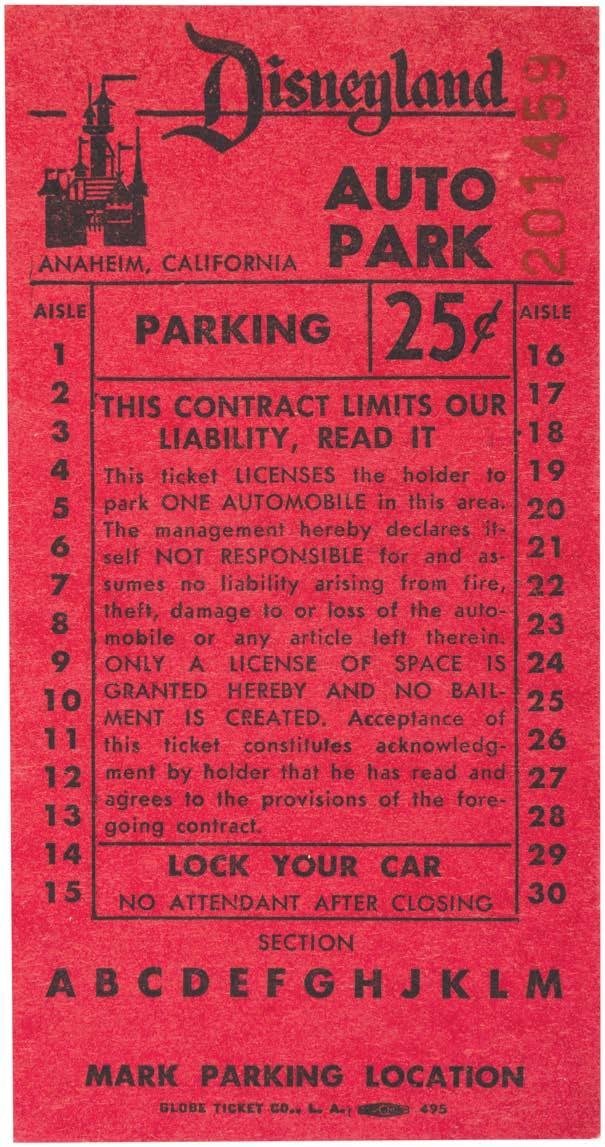 Disneyland
AUTO
PARK
201459
ANAHEIM, CALIFORNIA
AISLE
1
2
3
4
5
6
7
8
9
10
11
12
13
14
15
PARKING 25¢
THIS CONTRACT LIMITS OUR
LIABILITY, READ IT
This ticket LICENSES the holder to
park ONE AUTOMOBILE in this area.
The management hereby declares it-
self NOT RESPONSIBLE for and as-
sumes no liability arising from fire,
theft, damage to or loss of the auto-
mobile or any article left therein.
ONLY A LICENSE OF SPACE IS
GRANTED HEREBY AND NO BAIL-
MENT IS CREATED. Acceptance of
this ticket constitutes acknowledg-
ment by holder that he has read and
agrees to the provisions of the fore-
going contract.
LOCK YOUR CAR
NO ATTENDANT AFTER CLOSING
AISLE
16
17
18
19
20
21
22
23
24
25
26
27
28
29
30
SECTION
A B C D E F G H J K L M
MARK PARKING LOCATION
GLOBE TICKET CO., L. A., 495